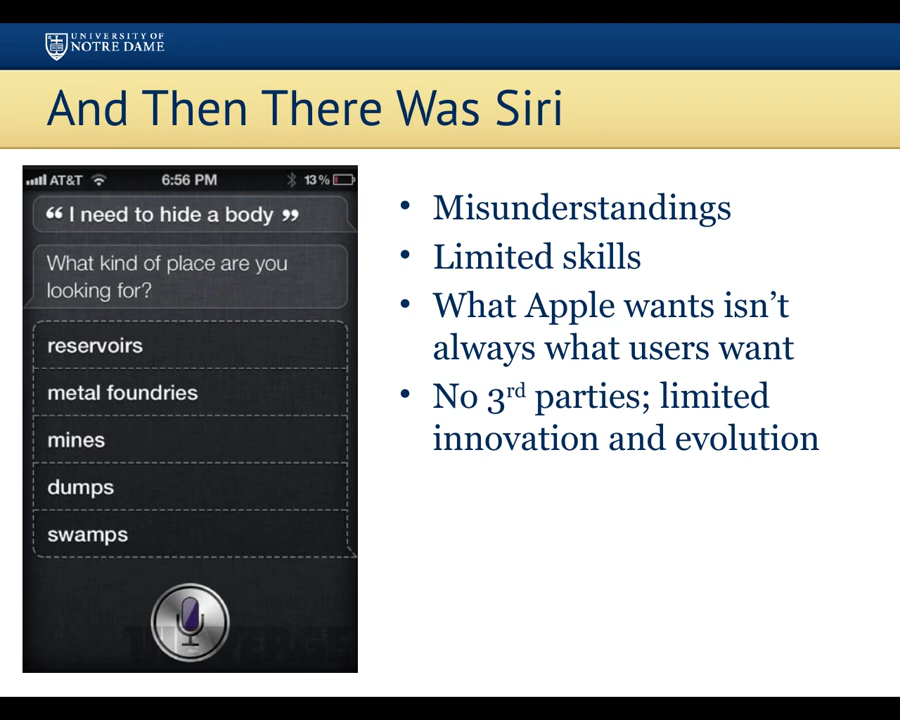 UNIVERSITY OF
NOTRE DAME
And Then There Was Siri
AT&T 6:56 PM 13%
“ I need to hide a body ”
What kind of place are you
looking for?
reservoirs
metal foundries
mines
dumps
swamps
THE VERGE
• Misunderstandings
• Limited skills
• What Apple wants isn’t
always what users want
• No 3rd parties; limited
innovation and evolution